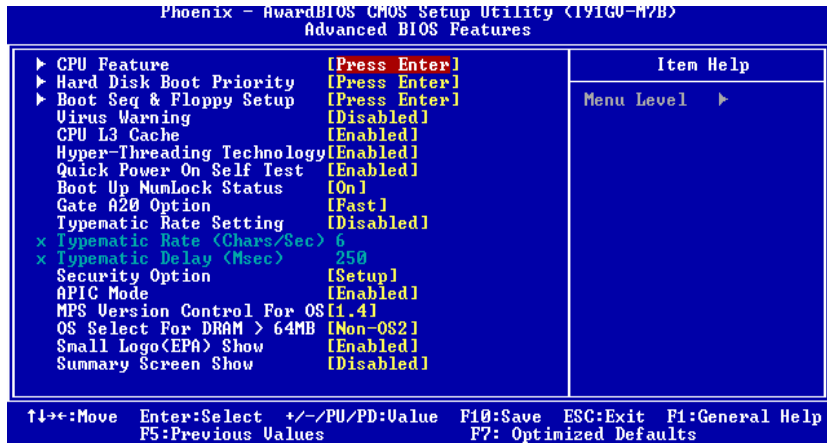 Phoenix - AwardBIOS CMOS Setup Utility (I91GV-M7B)
Advanced BIOS Features
▶ CPU Feature [Press Enter]
▶ Hard Disk Boot Priority [Press Enter]
▶ Boot Seq & Floppy Setup [Press Enter]
Virus Warning [Disabled]
CPU L3 Cache [Enabled]
Hyper-Threading Technology[Enabled]
Quick Power On Self Test [Enabled]
Boot Up NumLock Status [On]
Gate A20 Option [Fast]
Typematic Rate Setting [Disabled]
x Typematic Rate (Chars/Sec) 6
x Typematic Delay (Msec) 250
Security Option [Setup]
APIC Mode [Enabled]
MPS Version Control For OS[1.4]
OS Select For DRAM > 64MB [Non-OS2]
Small Logo(EPA) Show [Enabled]
Summary Screen Show [Disabled]
Item Help
Menu Level ▶
↑↓→←:Move Enter:Select +/-/PU/PD:Value F10:Save ESC:Exit F1:General Help
F5:Previous Values F7: Optimized Defaults